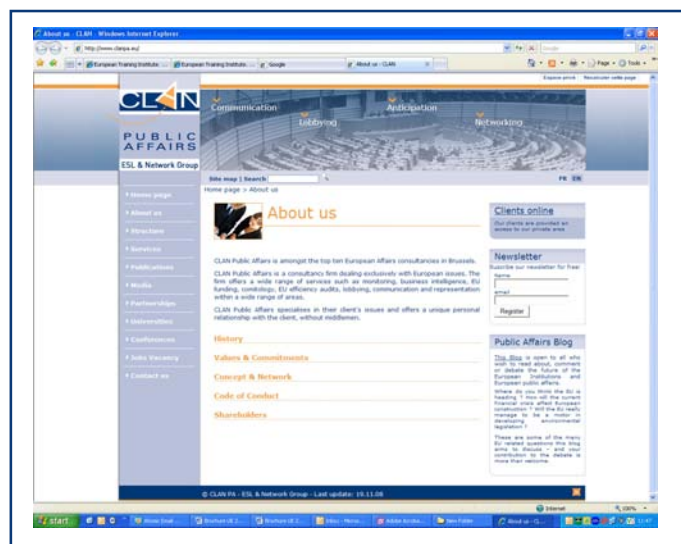 About us - CLAN - Windows Internet Explorer
http://www.clanpa.eu/
Google
European Training Institute ...
European Training Institute ...
Google
About us - CLAN
Page
Tools
Espace privé
CLAN
PUBLIC
AFFAIRS
ESL & Network Group
Communication
Lobbying
Anticipation
Networking
Site map | Search
FR EN
Home page > About us
Home page
About us
Structure
Services
Publications
Media
Partnerships
Universities
Conferences
Jobs Vacancy
Contact us
About us
CLAN Public Affairs is amongst the top ten European Affairs consultancies in Brussels.
CLAN Public Affairs is a consultancy firm dealing exclusively with European issues. The
firm offers a wide range of services such as monitoring, business intelligence, EU
funding, comitology, EU efficiency audits, lobbying, communication and representation
within a wide range of areas.
CLAN Public Affairs specialises in their client's issues and offers a unique personal
relationship with the client, without middlemen.
History
Values & Commitments
Concept & Network
Code of Conduct
Shareholders
Clients online
Our clients are provided an
access to our private area
Newsletter
Suscribe our newsletter for free!
Name
email
Register
Public Affairs Blog
This Blog is open to all who
wish to read about, comment
or debate the future of the
European Institutions and
European public affairs.
Where do you think the EU is
heading ? How will the current
financial crisis affect European
construction ? Will the EU really
manage to be a motor in
developing environmental
legislation ?
These are some of the many
EU related questions this blog
aims to discuss - and your
contribution to the debate is
more than welcome
© CLAN PA - ESL & Network Group - Last update: 19.11.08
Internet
100%
start
New Folder